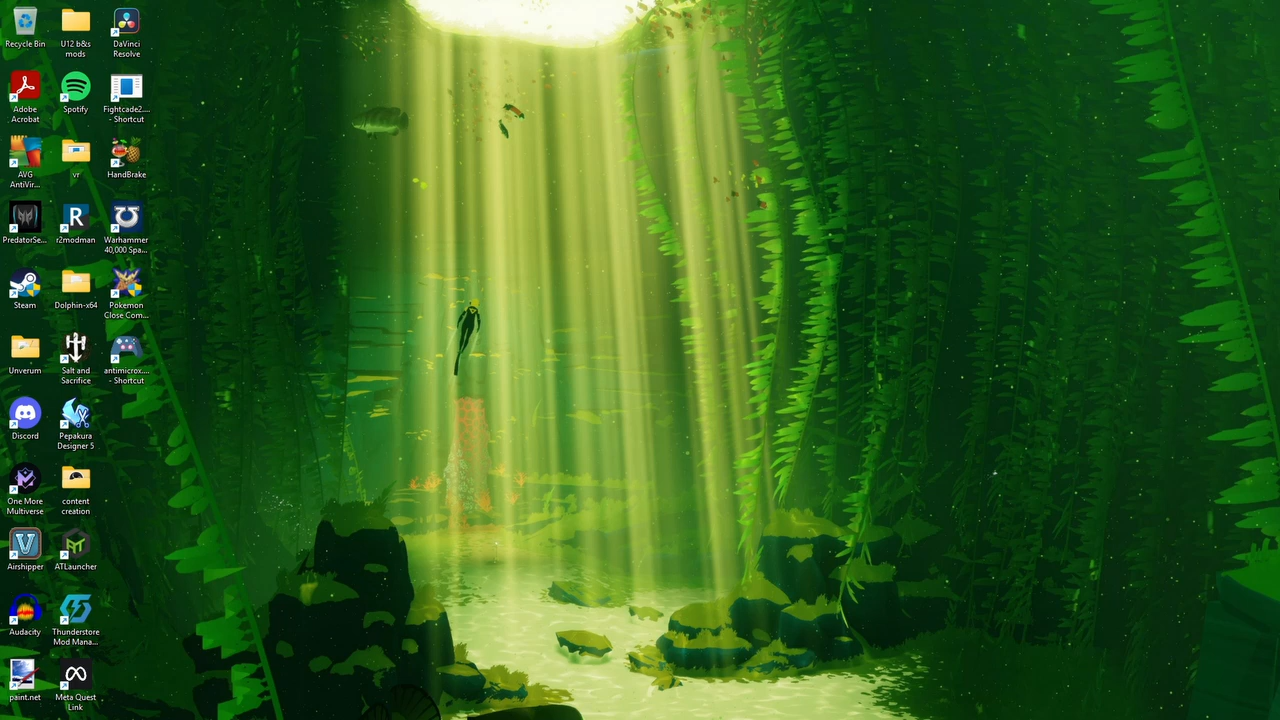 Recycle Bin
U12 b&s
mods
DaVinci
Resolve
Adobe
Acrobat
Spotify
Fightcade2....
- Shortcut
AVG
AntiVir...
vr
HandBrake
PredatorSe...
r2modman
Warhammer
40,000 Spa...
Steam
Dolphin-x64
Pokemon
Close Com...
Unverum
Salt and
Sacrifice
antimicrox....
- Shortcut
Discord
Pepakura
Designer 5
One More
Multiverse
content
creation
Airshipper
ATLauncher
Audacity
Thunderstore
Mod Mana...
paint.net
Meta Quest
Link